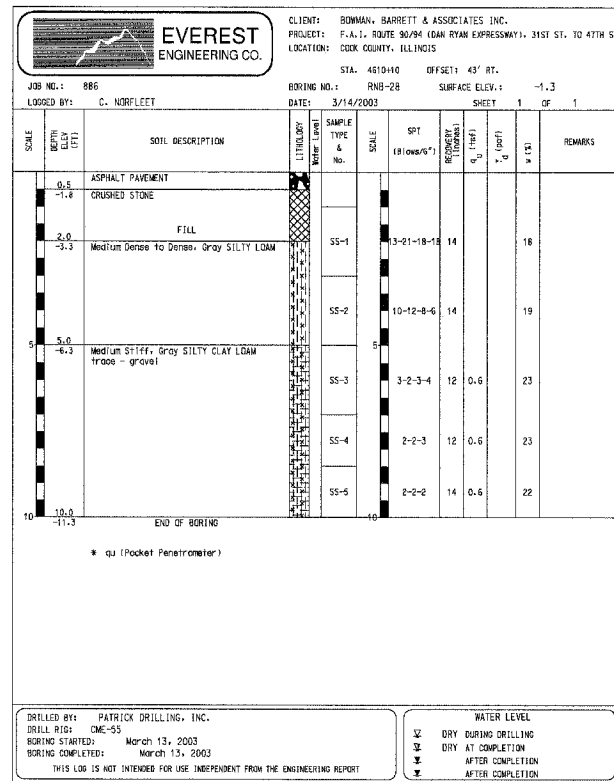 EVEREST
ENGINEERING CO.
CLIENT: BOWMAN, BARRETT & ASSOCIATES INC.
PROJECT: F.A.I. ROUTE 90/94 (DAN RYAN EXPRESSWAY), 31ST ST. TO 47TH S
LOCATION: COOK COUNTY, ILLINOIS
STA. 4610+10 OFFSET: 43' RT.
JOB NO.: 886 BORING NO.: RNB-28 SURFACE ELEV.: -1.3
LOGGED BY: C. NORFLEET DATE: 3/14/2003 SHEET 1 OF 1
SCALE DEPTH ELEV (FT) SOIL DESCRIPTION LITHOLOGY Water Level SAMPLE TYPE & No. SCALE SPT (Blows/6") RECOVERY (Inches) q u (tsf) γ d (pcf) w (%) REMARKS
ASPHALT PAVEMENT
0.5
-1.8 CRUSHED STONE
FILL
2.0
-3.3 Medium Dense to Dense, Gray SILTY LOAM
SS-1 13-21-18-18 14 18
SS-2 10-12-8-6 14 19
5 5.0 5
-6.3 Medium Stiff, Gray SILTY CLAY LOAM
trace - gravel
SS-3 3-2-3-4 12 0.6 23
SS-4 2-2-3 12 0.6 23
SS-5 2-2-2 14 0.6 22
10 10.0 10
-11.3 END OF BORING
* qu (Pocket Penetrometer)
DRILLED BY: PATRICK DRILLING, INC.
DRILL RIG: CME-55
BORING STARTED: March 13, 2003
BORING COMPLETED: March 13, 2003
THIS LOG IS NOT INTENDED FOR USE INDEPENDENT FROM THE ENGINEERING REPORT
WATER LEVEL
DRY DURING DRILLING
DRY AT COMPLETION
AFTER COMPLETION
AFTER COMPLETION